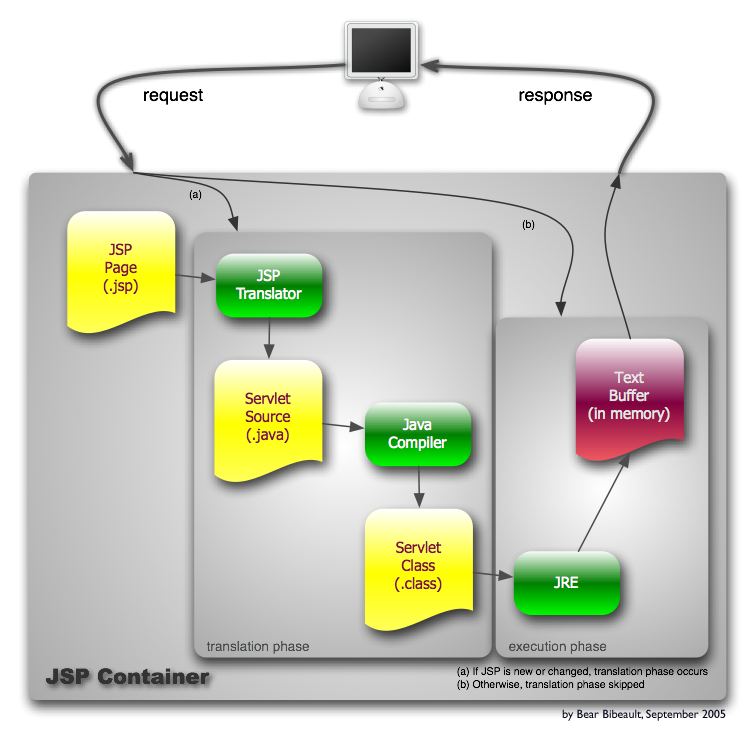 request
response
(a)
(b)
JSP
Page
(.jsp)
JSP
Translator
Servlet
Source
(.java)
Java
Compiler
Text
Buffer
(in memory)
Servlet
Class
(.class)
JRE
translation phase
execution phase
JSP Container
(a) If JSP is new or changed, translation phase occurs
(b) Otherwise, translation phase skipped
by Bear Bibeault, September 2005